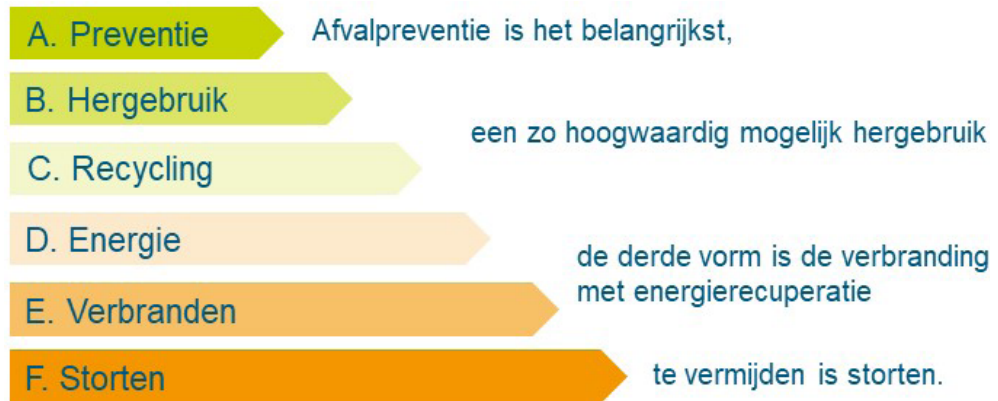 A. Preventie
Afvalpreventie is het belangrijkst,
B. Hergebruik
een zo hoogwaardig mogelijk hergebruik
C. Recycling
D. Energie
de derde vorm is de verbranding
met energierecuperatie
E. Verbranden
F. Storten
te vermijden is storten.